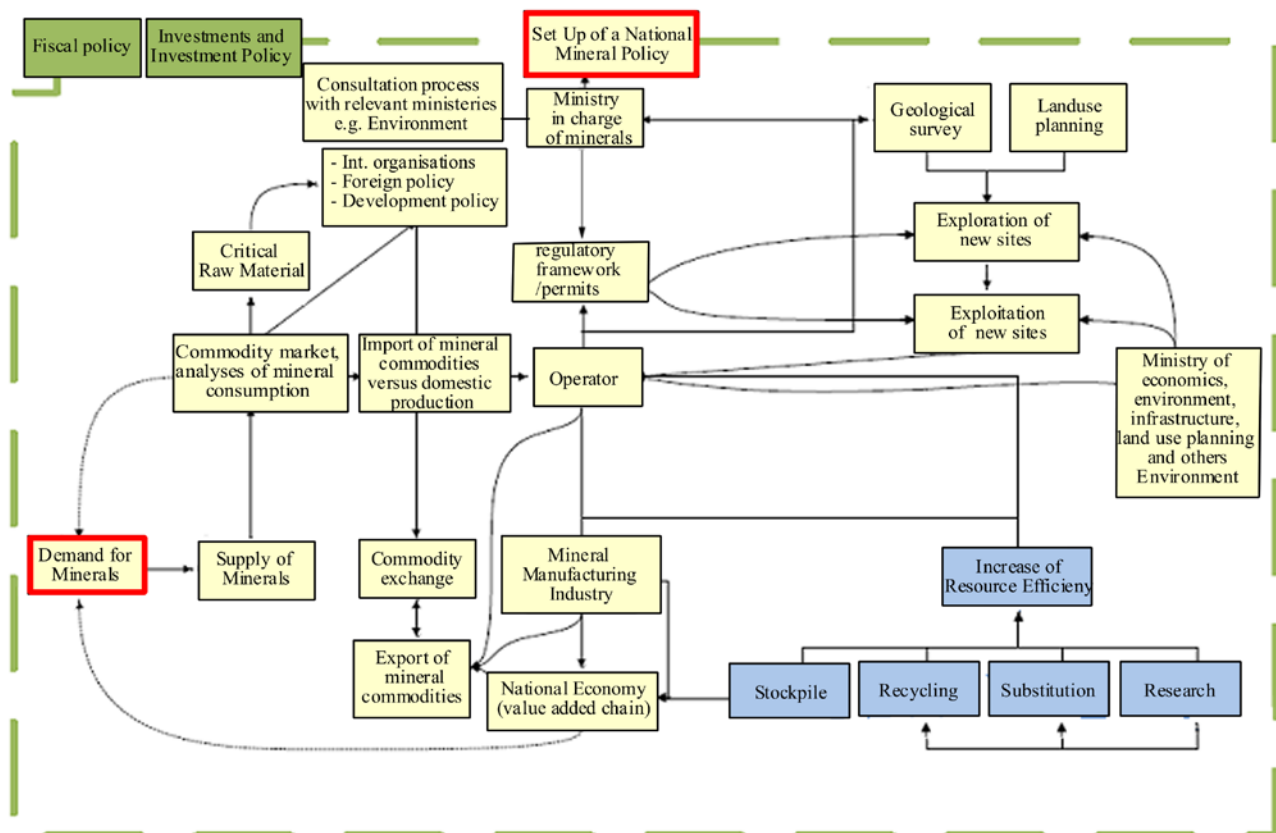 Fiscal policy
Investments and
Investment Policy
Set Up of a National
Mineral Policy
Consultation process
with relevant ministeries
e.g. Environment
Ministry
in charge
of minerals
Geological
survey
Landuse
planning
- Int. organisations
- Foreign policy
- Development policy
Critical
Raw Material
regulatory
framework
/permits
Exploration of
new sites
Exploitation
of new sites
Commodity market,
analyses of mineral
consumption
Import of mineral
commodities
versus domestic
production
Operator
Ministry of
economics,
environment,
infrastructure,
land use planning
and others
Environment
Demand for
Minerals
Supply of
Minerals
Commodity
exchange
Mineral
Manufacturing
Industry
Increase of
Resource Efficieny
Export of
mineral
commodities
National Economy
(value added chain)
Stockpile
Recycling
Substitution
Research